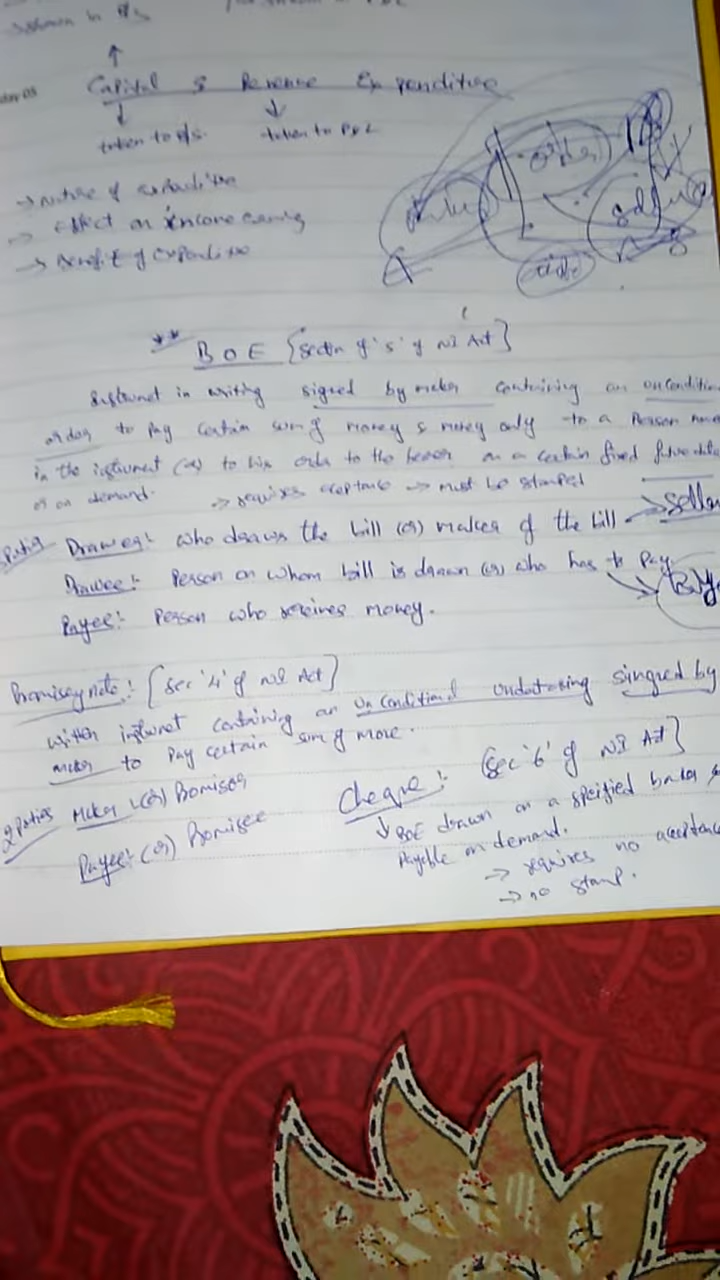 shown in B/S
Capital & Revenue Expenditure
taken to B/S. taken to P&L
→ nature of expenditure
→ effect on income earning
→ Benefit of expenditure
order
side
** BOE [section of '5' of NI Act]
Instrument in writing signed by maker containing an unconditional
order to pay certain sum of money & money only to a person
in the instrument (or) to his order to the bearer on a certain fixed future date
or on demand. → requires acceptance → must be stamped
Drawer:- who draws the bill (or) maker of the bill → Seller
Drawee:- Person on whom bill is drawn (or) who has to pay.
Payee:- Person who receives money.
Promisey note:- [sec '4' of NI Act]
written instrument containing an unconditional undertaking singred by
maker to pay certain sum of money.
2 parties Maker (or) Promisor
Payee:- (or) Promisee
Cheque:- [sec '6' of NI Act]
↓ BOE drawn on a specified banker &
Payable on demand.
→ requires no acceptance
→ no stamp.